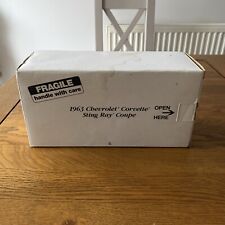 FRAGILE
handle with care
1963 Chevrolet Corvette
Sting Ray Coupe
OPEN
HERE